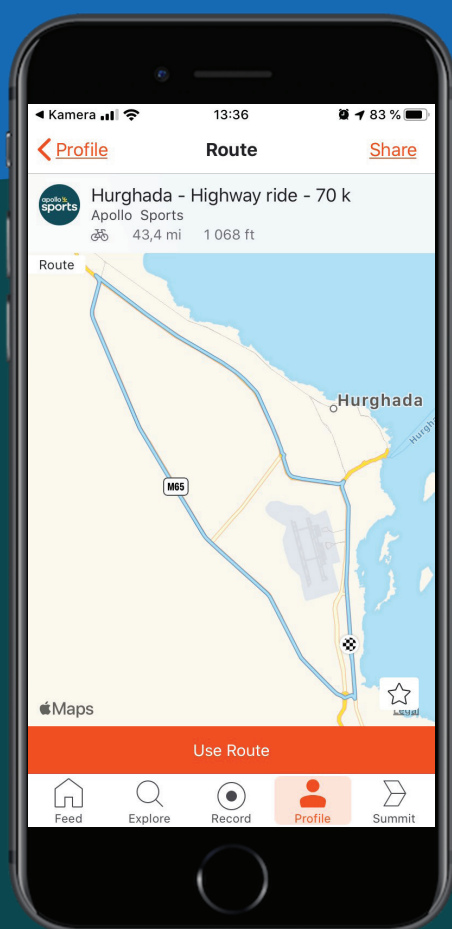 ◀ Kamera 13:36 83 %
Profile Route Share
apollo
sports
Hurghada - Highway ride - 70 k
Apollo Sports
43,4 mi 1 068 ft
Route
Hurghada
M65
Maps
Legal
Use Route
Feed Explore Record Profile Summit